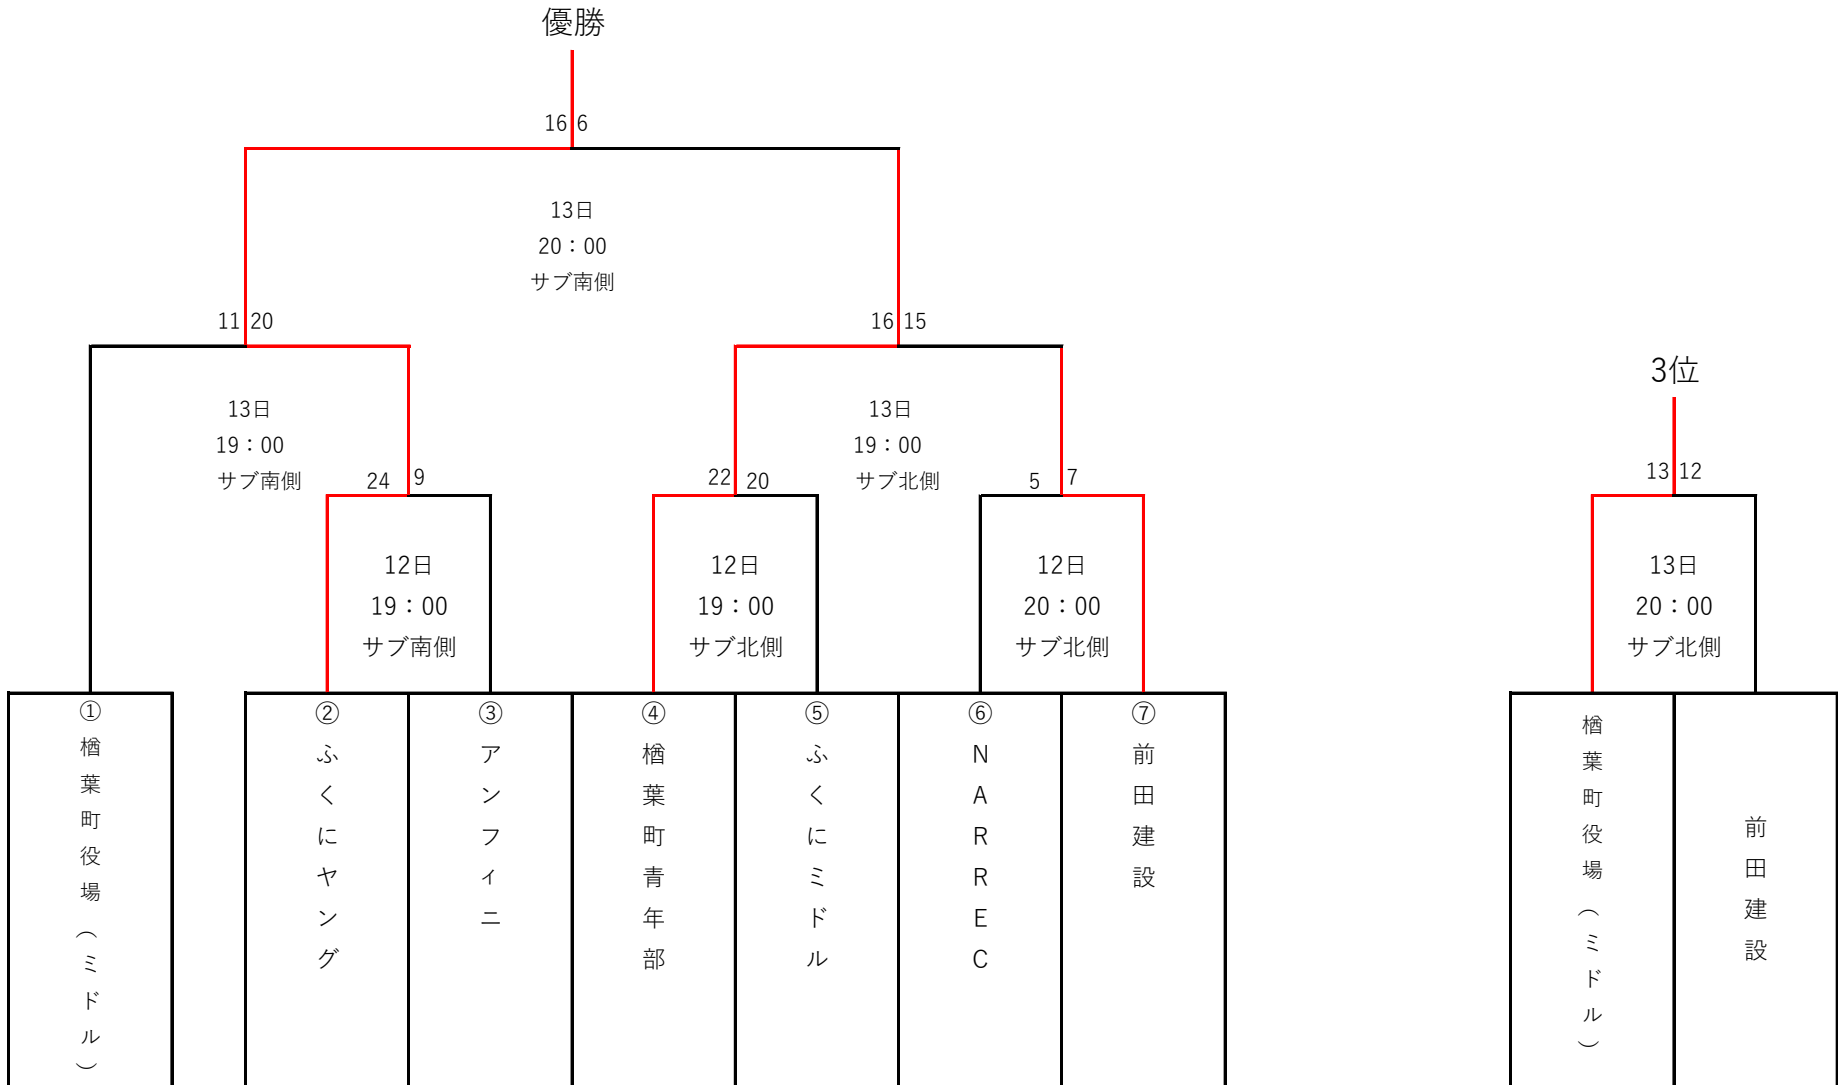 優勝
16 6
13日
20：00
サブ南側
11 20
16 15
3位
13日
19：00
サブ南側
13日
19：00
サブ北側
24 9
22 20
5 7
13 12
12日
19：00
サブ南側
12日
19：00
サブ北側
12日
20：00
サブ北側
13日
20：00
サブ北側
①楢葉町役場（ミドル）
②ふくにヤング
③アンフィニ
④楢葉町青年部
⑤ふくにミドル
⑥NARREC
⑦前田建設
楢葉町役場（ミドル）
前田建設